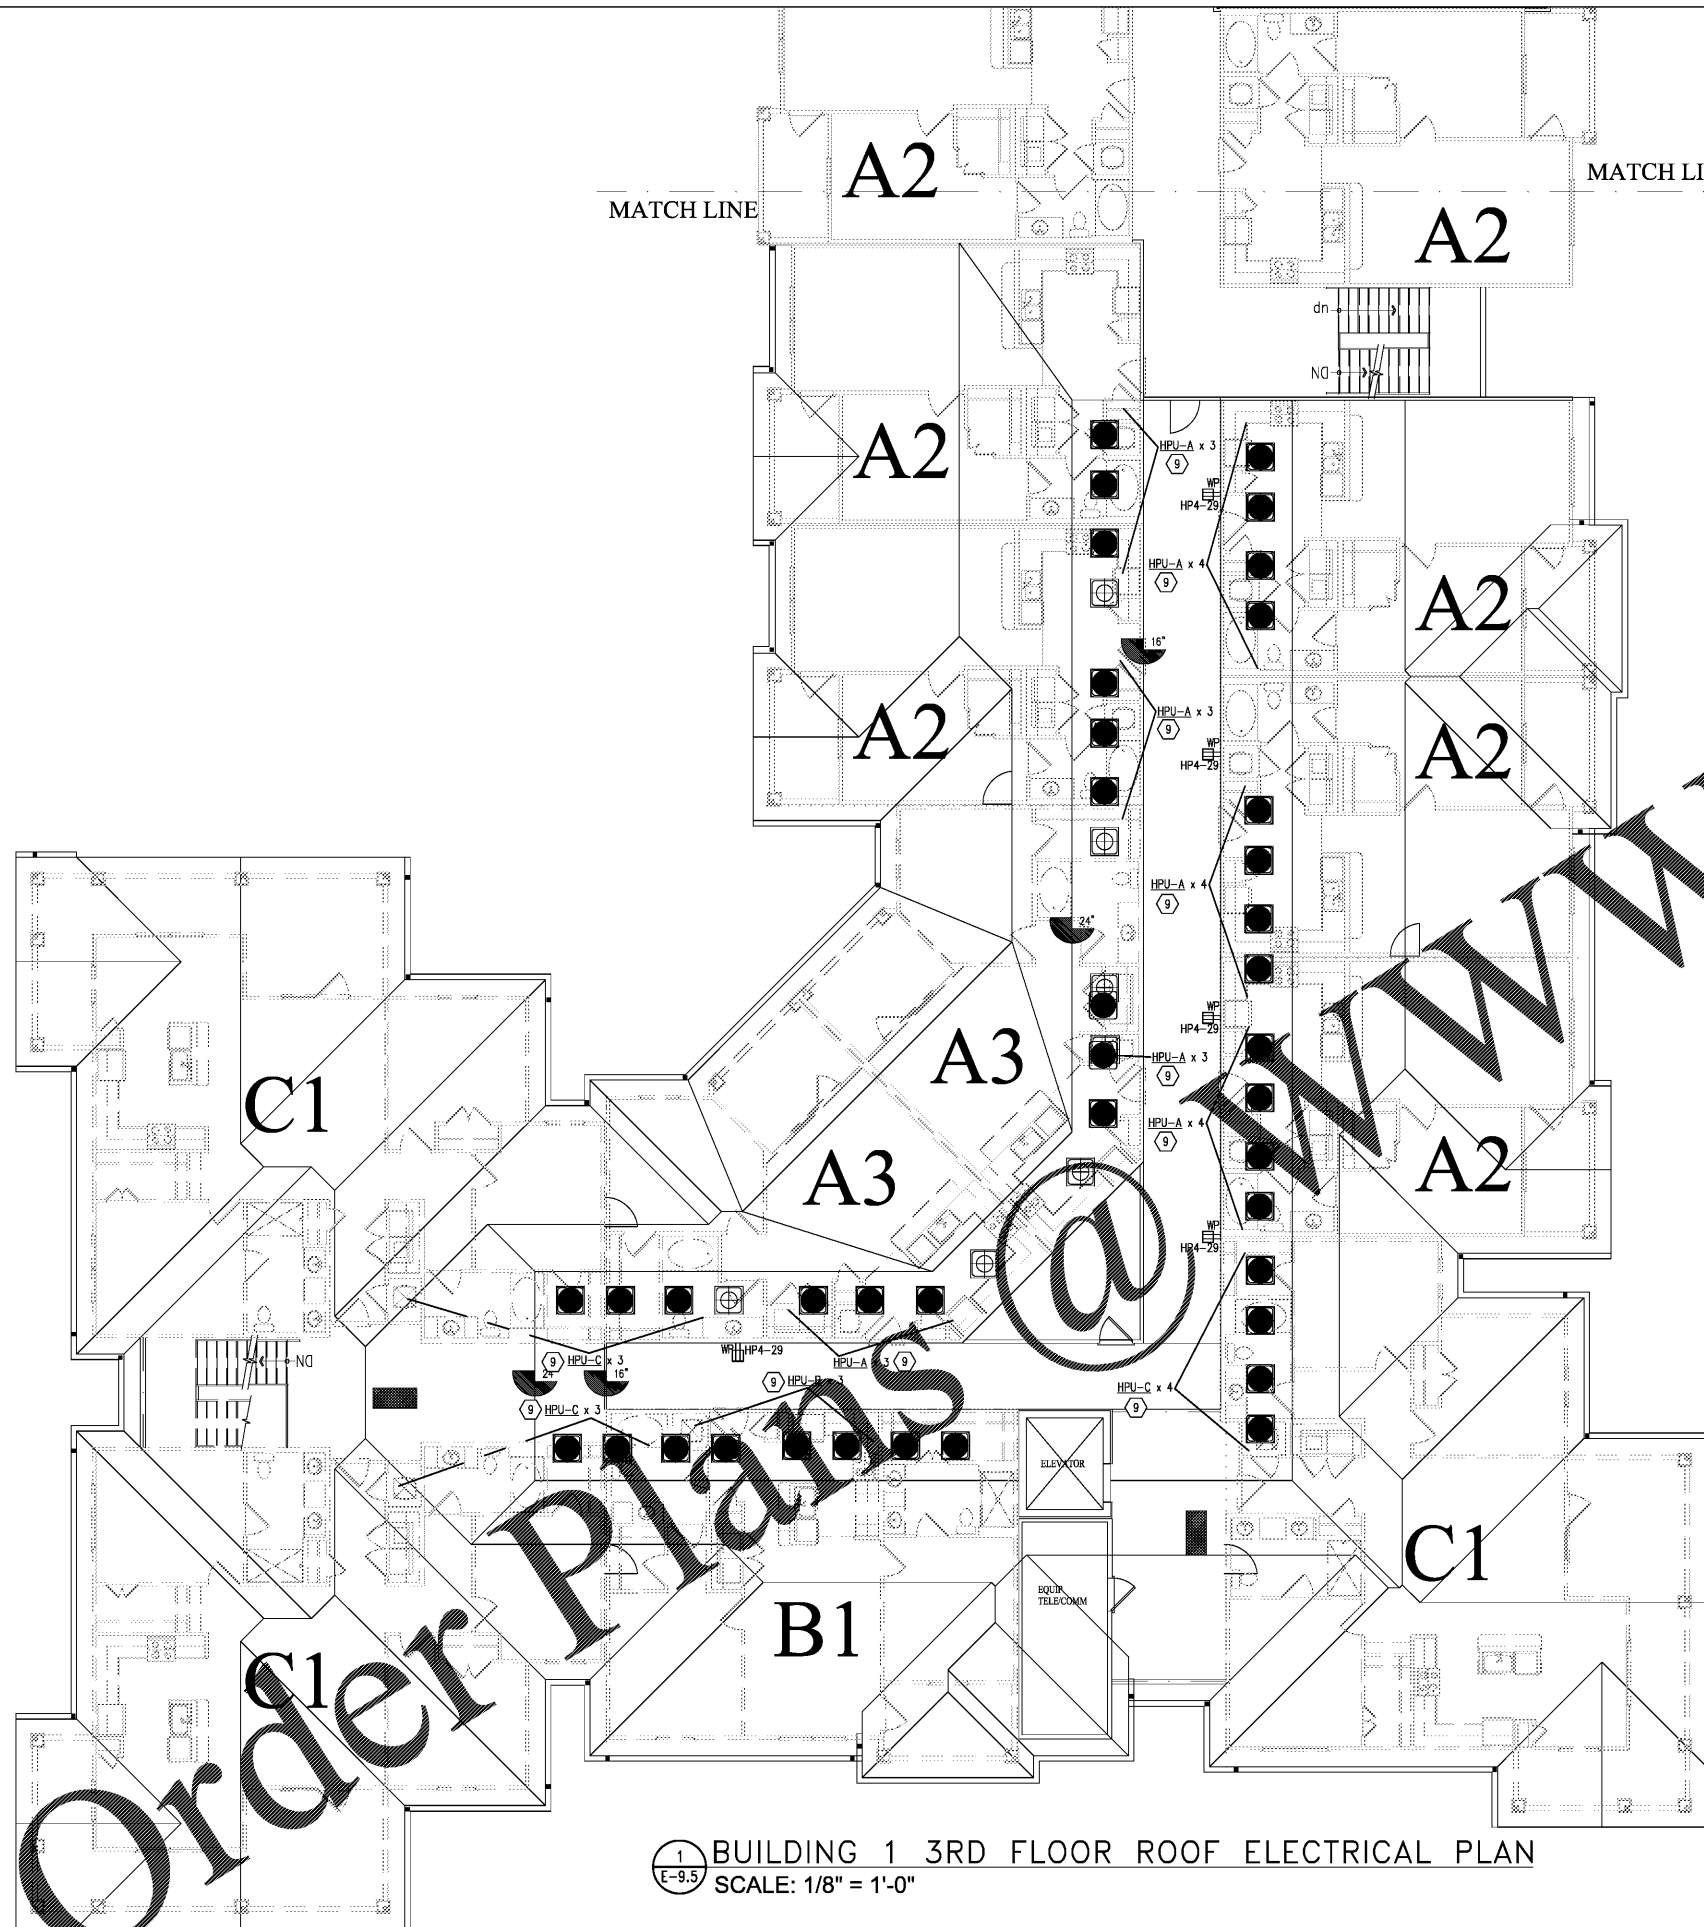 A2
MATCH LINE
MATCH LI
A2
up
DN
A2
HPU-A x 3
9
WP
HP4-29
HPU-A x 4
9
A2
16"
HPU-A x 3
9
A2
WP
HP4-29
A2
HPU-A x 4
9
24"
WP
HP4-29
A3
HPU-A x 3
9
C1
HPU-A x 4
9
A2
A3
WP
HP4-29
WP HP4-29
DN
9 HPU-C x 3
HPU-A x 3 9
24"
16"
9 HPU-B x 3
HPU-C x 4
9
9 HPU-C x 3
ELEVATOR
C1
EQUIP
TELE/COMM
B1
C1
Order Plans @ www.
1
E-9.5
BUILDING 1 3RD FLOOR ROOF ELECTRICAL PLAN
SCALE: 1/8" = 1'-0"